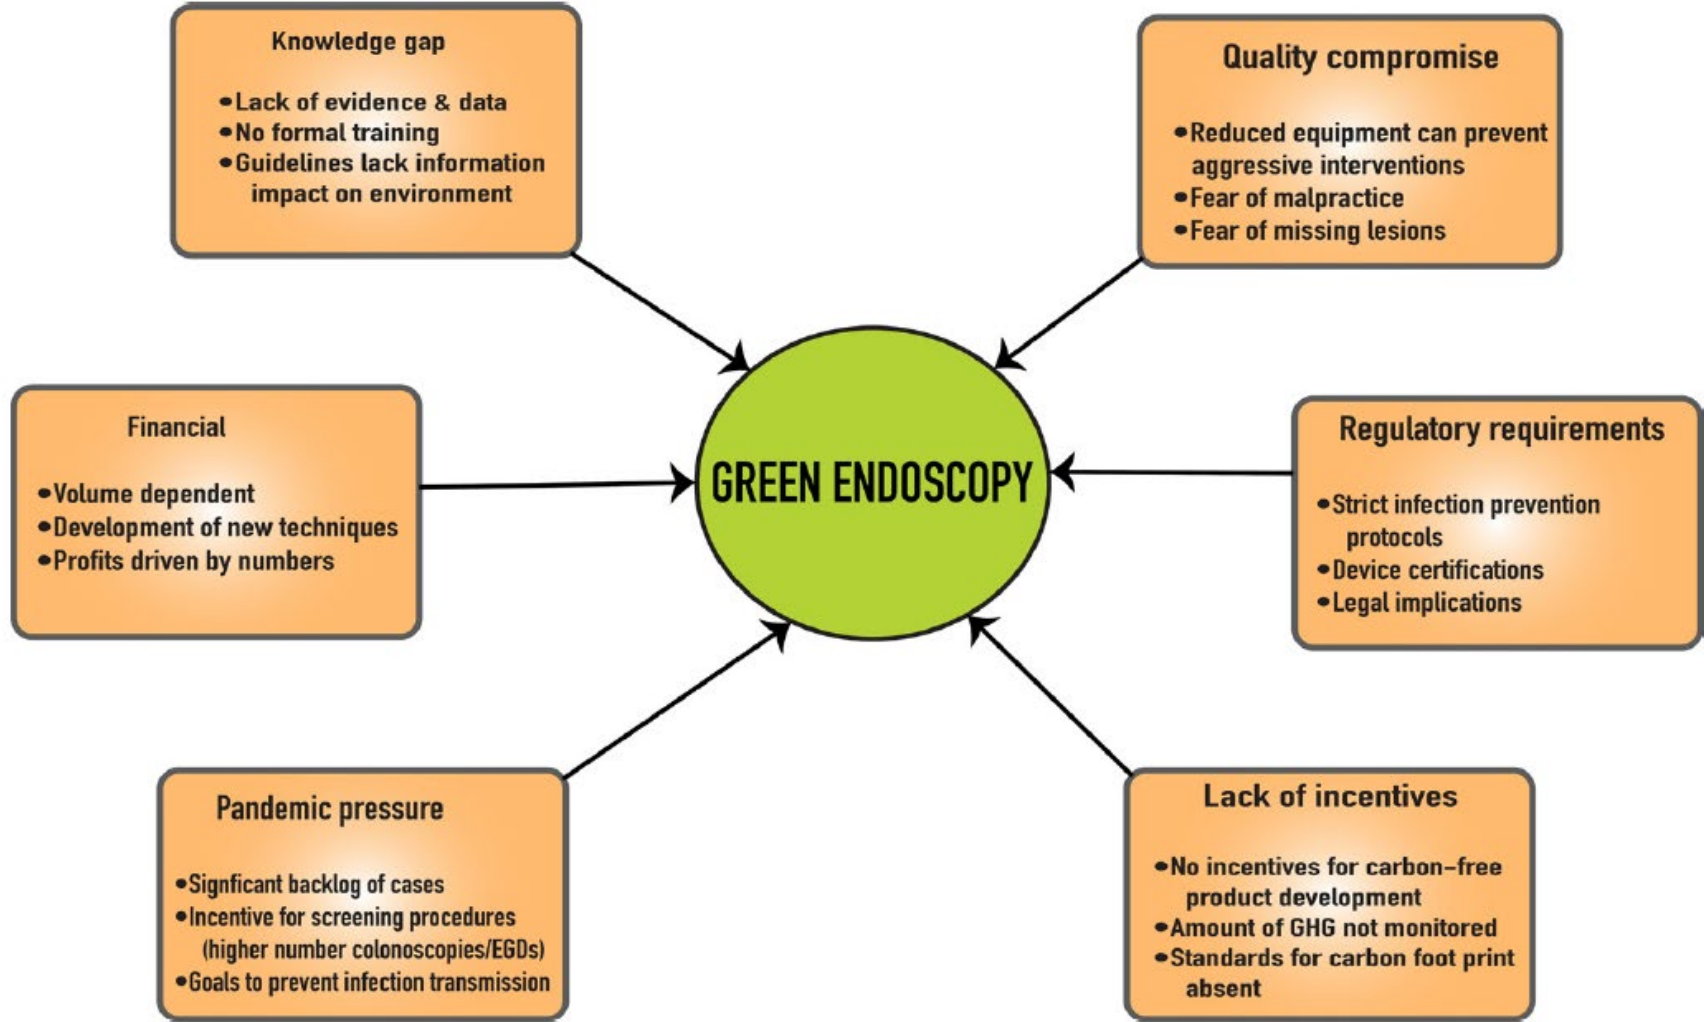 Knowledge gap
•Lack of evidence & data
•No formal training
•Guidelines lack information
impact on environment
Quality compromise
•Reduced equipment can prevent
aggressive interventions
•Fear of malpractice
•Fear of missing lesions
Financial
•Volume dependent
•Development of new techniques
•Profits driven by numbers
GREEN ENDOSCOPY
Regulatory requirements
•Strict infection prevention
protocols
•Device certifications
•Legal implications
Pandemic pressure
•Signficant backlog of cases
•Incentive for screening procedures
(higher number colonoscopies/EGDs)
•Goals to prevent infection transmission
Lack of incentives
•No incentives for carbon-free
product development
•Amount of GHG not monitored
•Standards for carbon foot print
absent